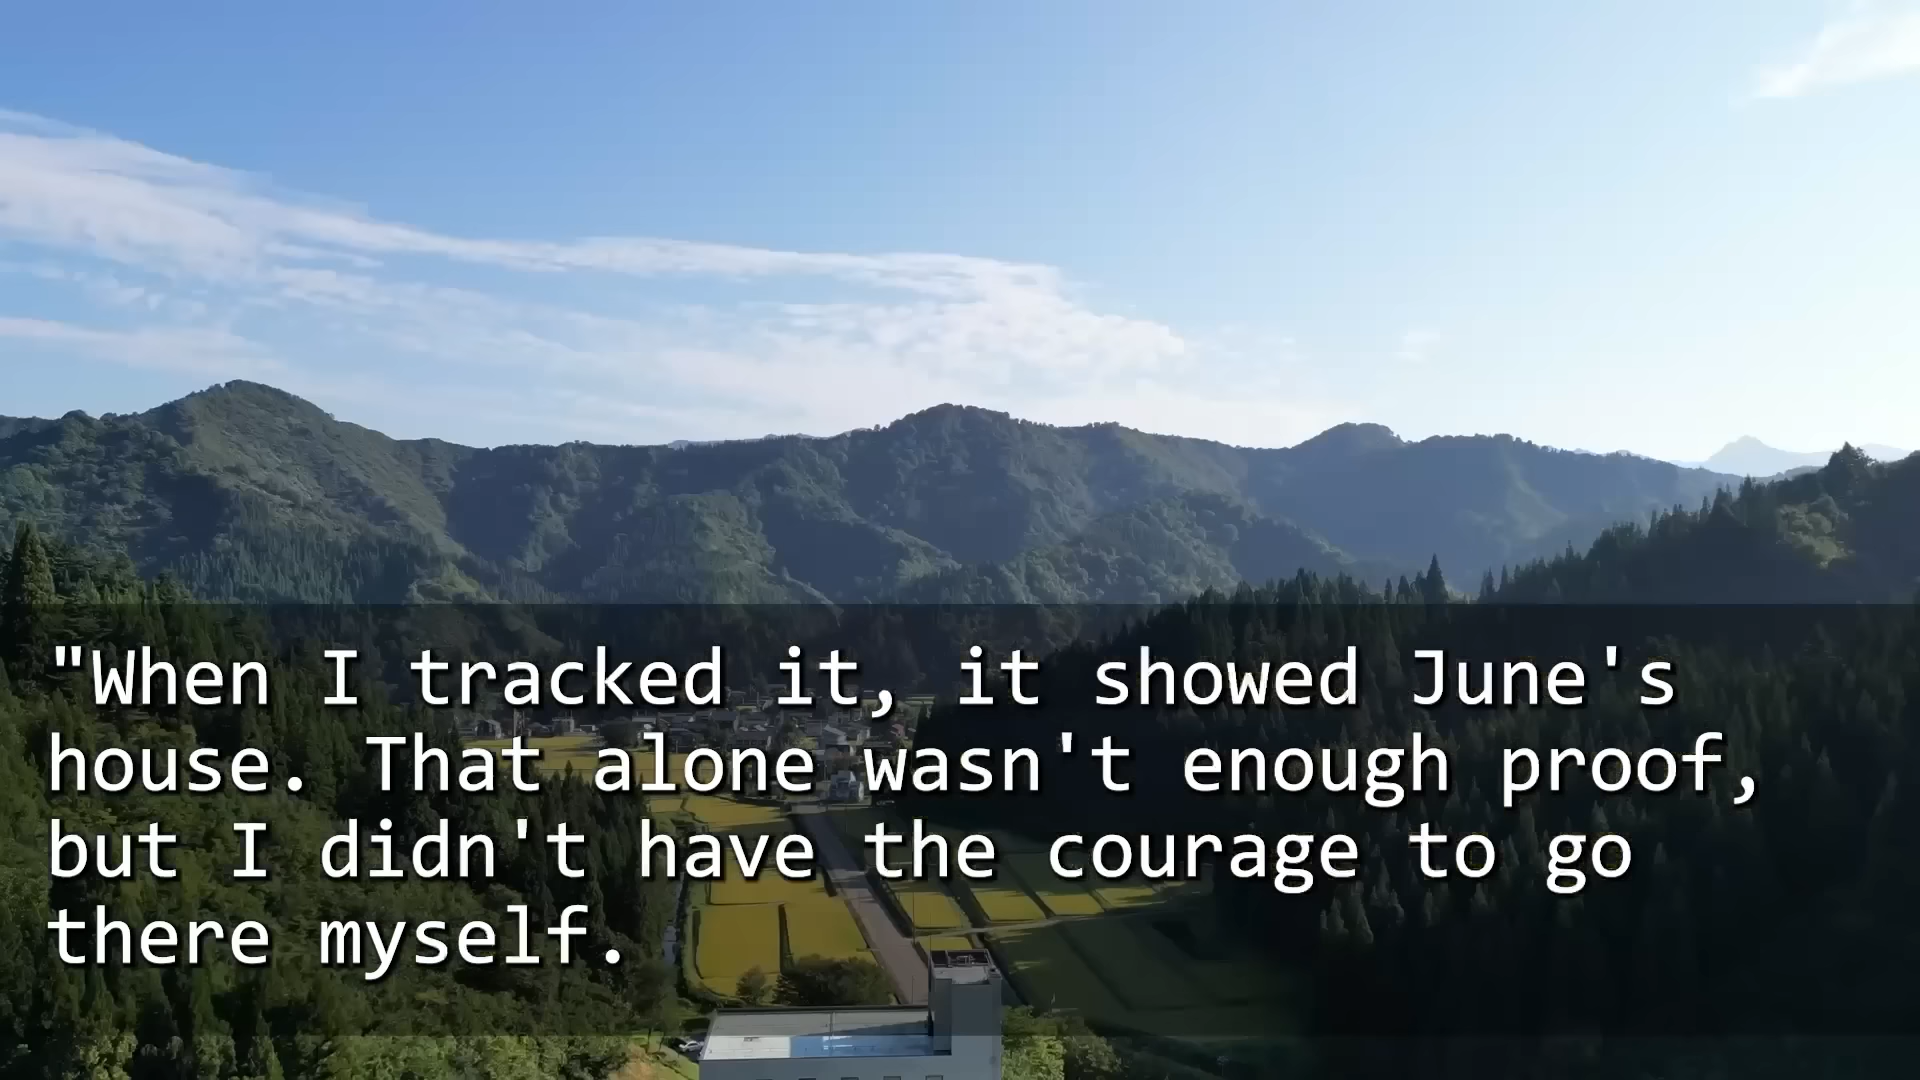 "When I tracked it, it showed June's
house. That alone wasn't enough proof,
but I didn't have the courage to go
there myself.